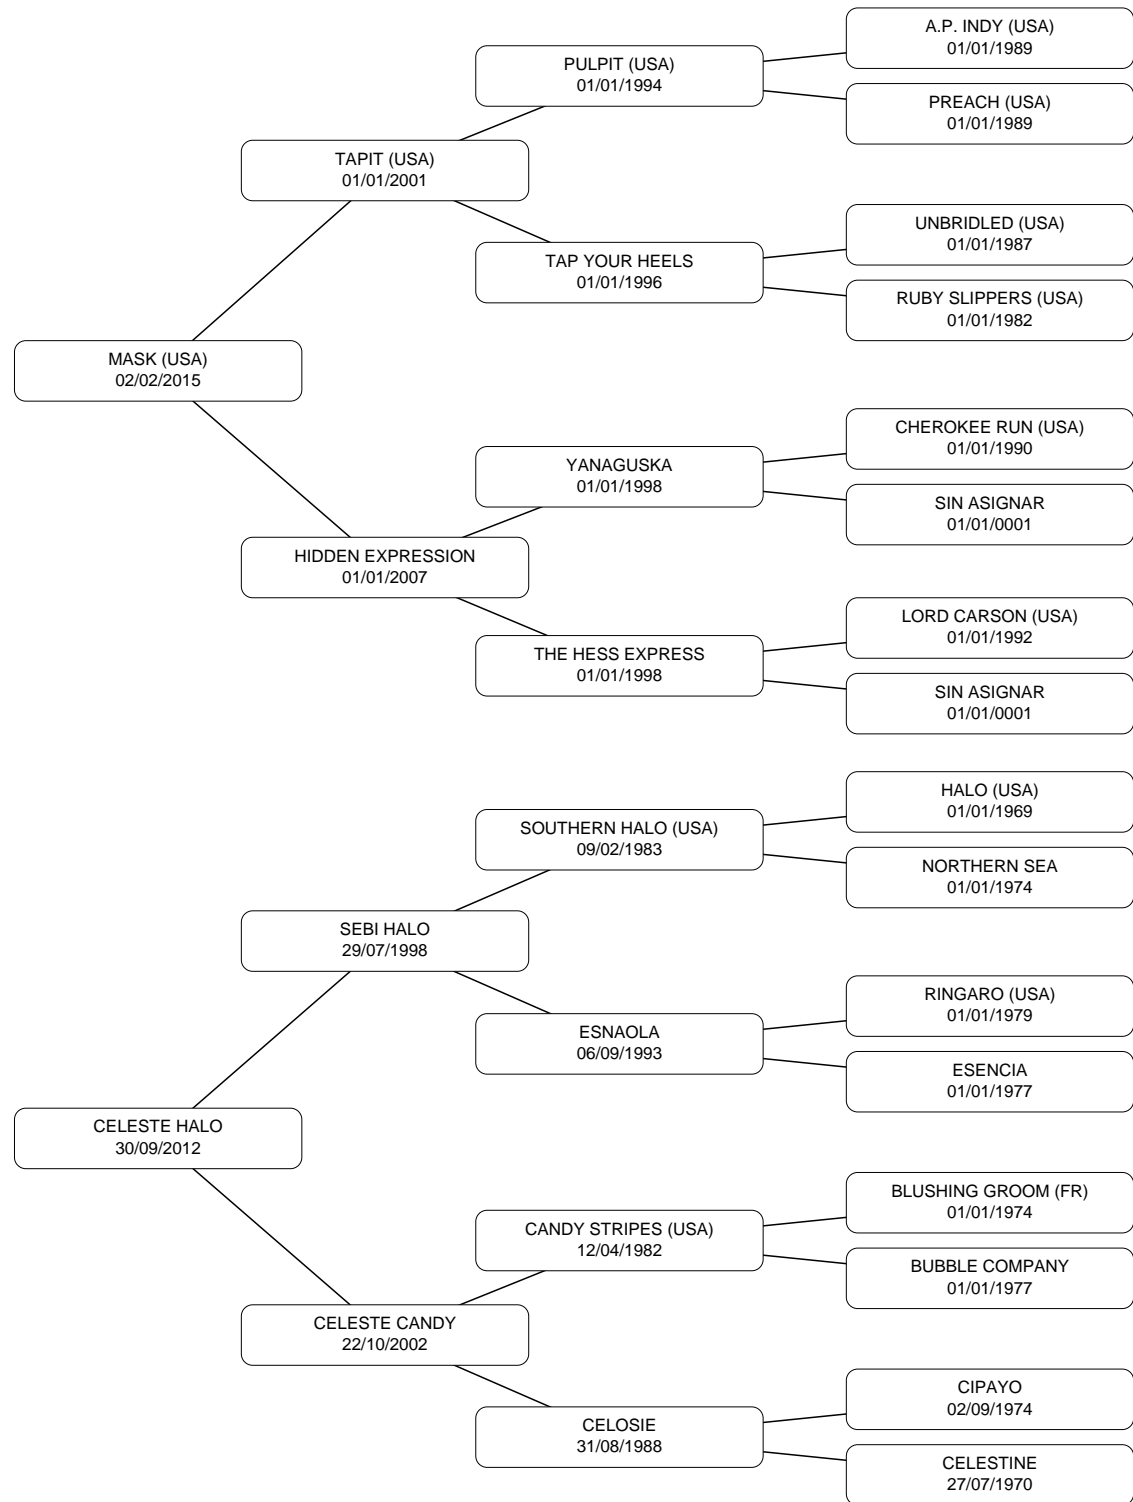 A.P. INDY (USA)
01/01/1989
PULPIT (USA)
01/01/1994
PREACH (USA)
01/01/1989
TAPIT (USA)
01/01/2001
UNBRIDLED (USA)
01/01/1987
TAP YOUR HEELS
01/01/1996
RUBY SLIPPERS (USA)
01/01/1982
MASK (USA)
02/02/2015
CHEROKEE RUN (USA)
01/01/1990
YANAGUSKA
01/01/1998
SIN ASIGNAR
01/01/0001
HIDDEN EXPRESSION
01/01/2007
LORD CARSON (USA)
01/01/1992
THE HESS EXPRESS
01/01/1998
SIN ASIGNAR
01/01/0001
HALO (USA)
01/01/1969
SOUTHERN HALO (USA)
09/02/1983
NORTHERN SEA
01/01/1974
SEBI HALO
29/07/1998
RINGARO (USA)
01/01/1979
ESNAOLA
06/09/1993
ESENCIA
01/01/1977
CELESTE HALO
30/09/2012
BLUSHING GROOM (FR)
01/01/1974
CANDY STRIPES (USA)
12/04/1982
BUBBLE COMPANY
01/01/1977
CELESTE CANDY
22/10/2002
CIPAYO
02/09/1974
CELOSIE
31/08/1988
CELESTINE
27/07/1970